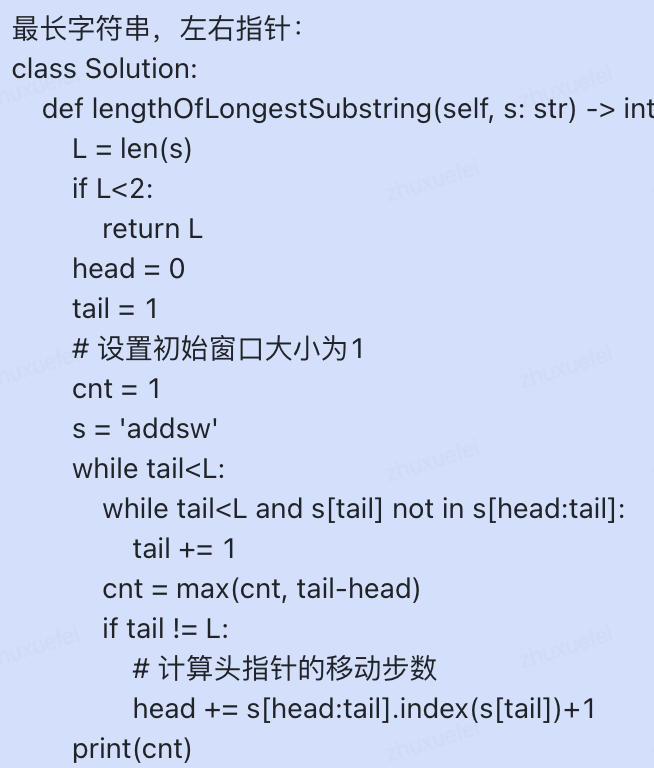 最长字符串，左右指针：
class Solution:
    def lengthOfLongestSubstring(self, s: str) -> int
        L = len(s)
        if L<2:
            return L
        head = 0
        tail = 1
        # 设置初始窗口大小为1
        cnt = 1
        s = 'addsw'
        while tail<L:
            while tail<L and s[tail] not in s[head:tail]:
                tail += 1
            cnt = max(cnt, tail-head)
            if tail != L:
                # 计算头指针的移动步数
                head += s[head:tail].index(s[tail])+1
        print(cnt)
zhuxuefei